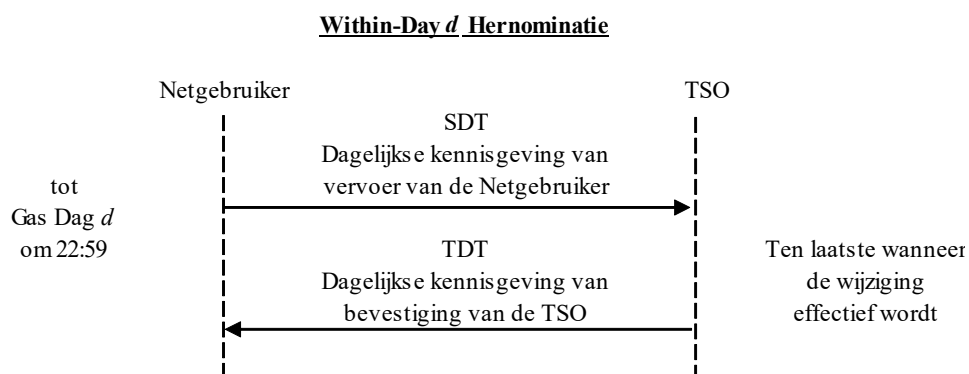 Within-Day d Hernominatie
Netgebruiker
TSO
SDT
Dagelijkse kennisgeving van
vervoer van de Netgebruiker
tot
Gas Dag d
om 22:59
TDT
Dagelijkse kennisgeving van
bevestiging van de TSO
Ten laatste wanneer
de wijziging
effectief wordt